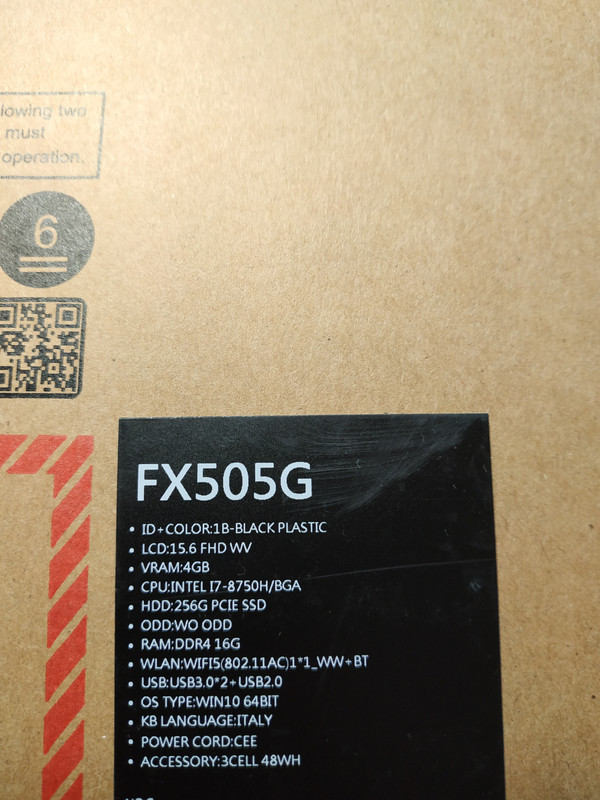 lowing two
must
operation.
6
FX505G
• ID+COLOR:1B-BLACK PLASTIC
• LCD:15.6 FHD WV
• VRAM:4GB
• CPU:INTEL I7-8750H/BGA
• HDD:256G PCIE SSD
• ODD:WO ODD
• RAM:DDR4 16G
• WLAN:WIFI5(802.11AC)1*1_WW+BT
• USB:USB3.0*2+USB2.0
• OS TYPE:WIN10 64BIT
• KB LANGUAGE:ITALY
• POWER CORD:CEE
• ACCESSORY:3CELL 48WH